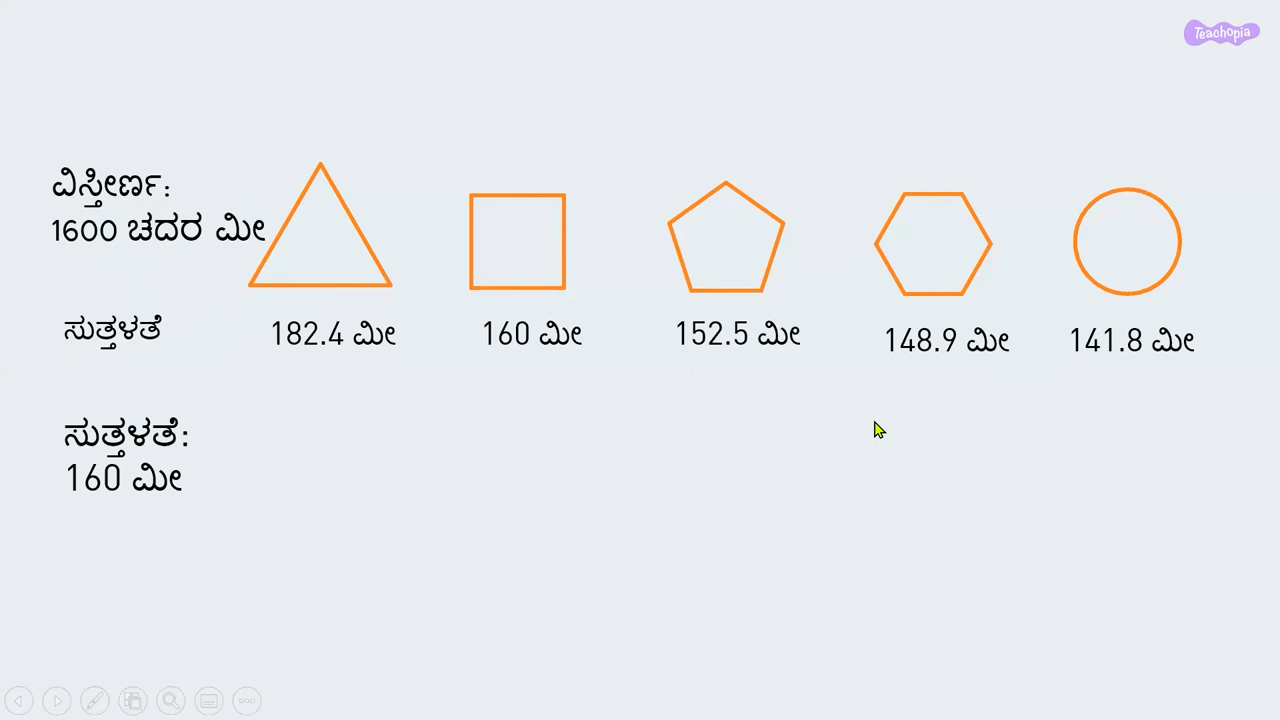 Teachopia
ವಿಸ್ತೀರ್ಣ:
1600 ಚದರ ಮೀ
ಸುತ್ತಳತೆ 182.4 ಮೀ 160 ಮೀ 152.5 ಮೀ 148.9 ಮೀ 141.8 ಮೀ
ಸುತ್ತಳತೆ:
160 ಮೀ